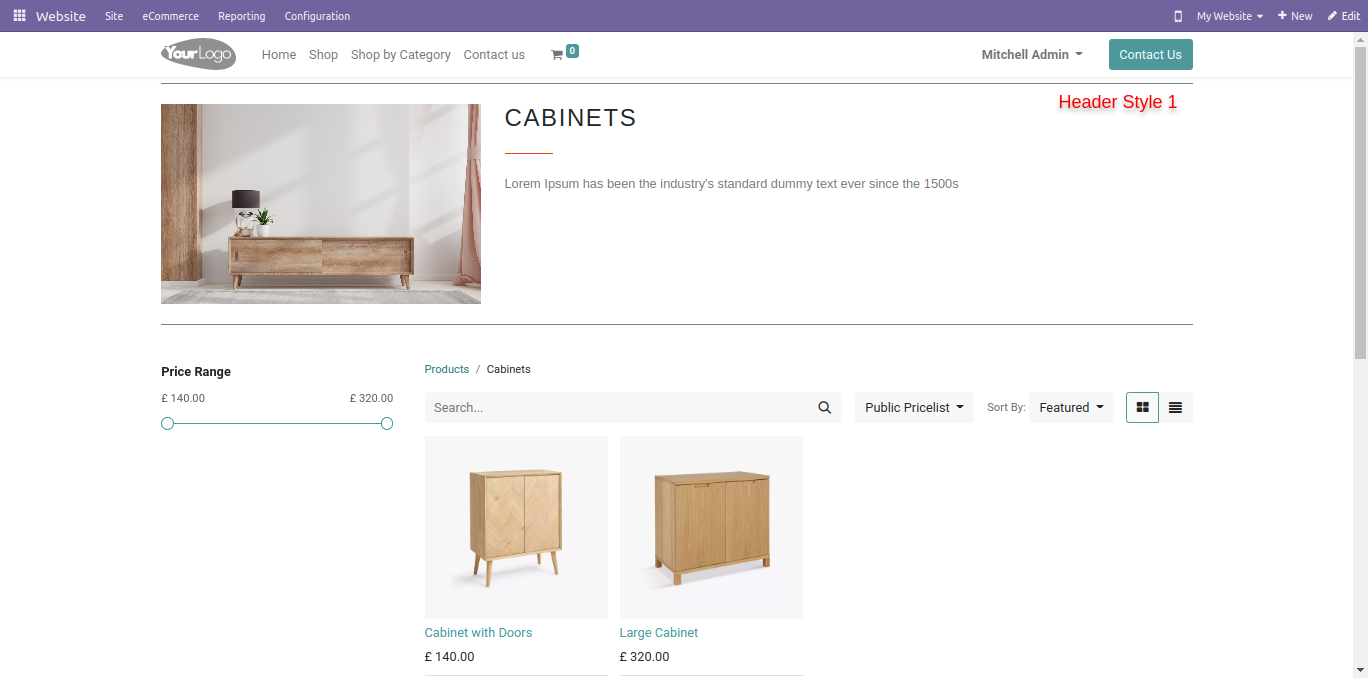 Website Site eCommerce Reporting Configuration My Website New Edit
YourLogo Home Shop Shop by Category Contact us 0 Mitchell Admin Contact Us
Header Style 1
CABINETS
Lorem Ipsum has been the industry's standard dummy text ever since the 1500s
Price Range
£ 140.00 £ 320.00
Products / Cabinets
Search... Public Pricelist Sort By: Featured
Cabinet with Doors
£ 140.00
Large Cabinet
£ 320.00